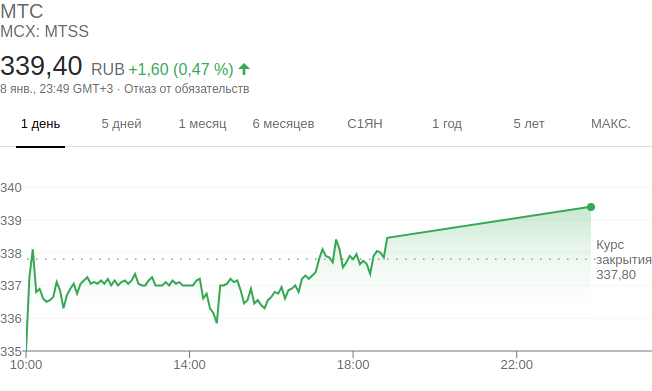 МТС
MCX: MTSS
339,40 RUB +1,60 (0,47 %)
8 янв., 23:49 GMT+3 · Отказ от обязательств
1 день 5 дней 1 месяц 6 месяцев С1ЯН 1 год 5 лет МАКС.
340
339
338
337
336
335
Курс
закрытия
337,80
10:00 14:00 18:00 22:00